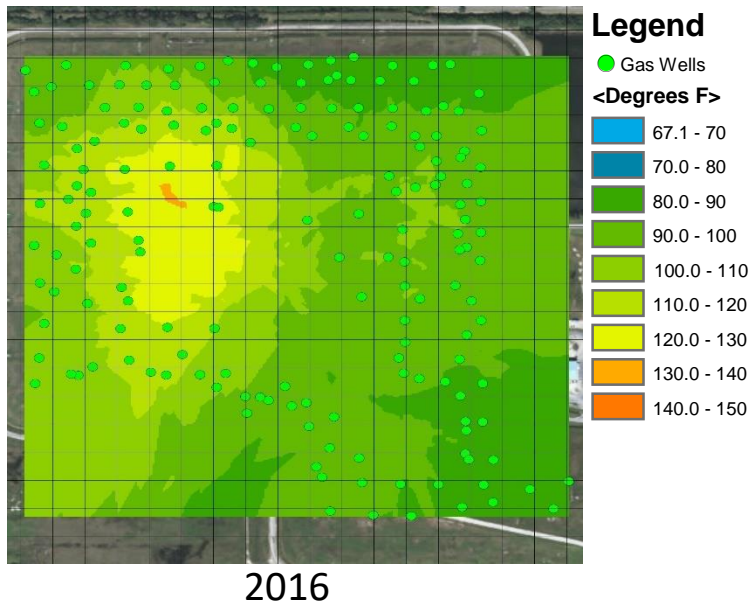 Legend
Gas Wells
<Degrees F>
67.1 - 70
70.0 - 80
80.0 - 90
90.0 - 100
100.0 - 110
110.0 - 120
120.0 - 130
130.0 - 140
140.0 - 150
2016